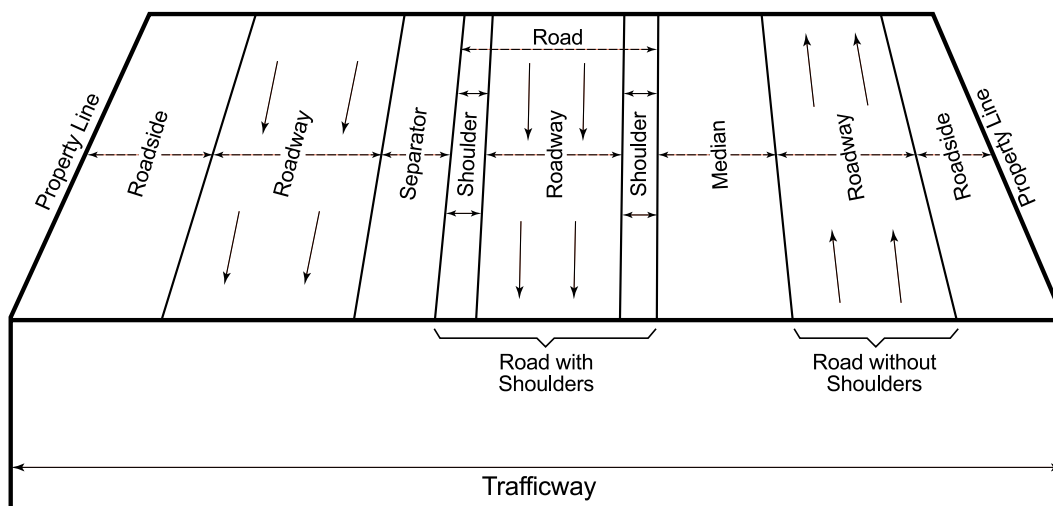 Road
Property Line
Roadside
Roadway
Separator
Shoulder
Roadway
Shoulder
Median
Roadway
Roadside
Property Line
Road with
Shoulders
Road without
Shoulders
Trafficway